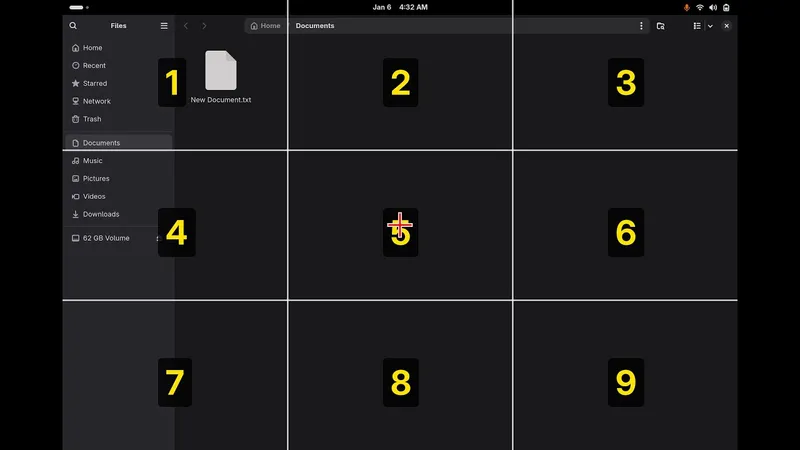 Jan 6 4:32 AM
Files
Home Documents
Home
Recent
Starred
Network
Trash
Documents
Music
Pictures
Videos
Downloads
62 GB Volume
New Document.txt
1 2 3
4 5 6
7 8 9